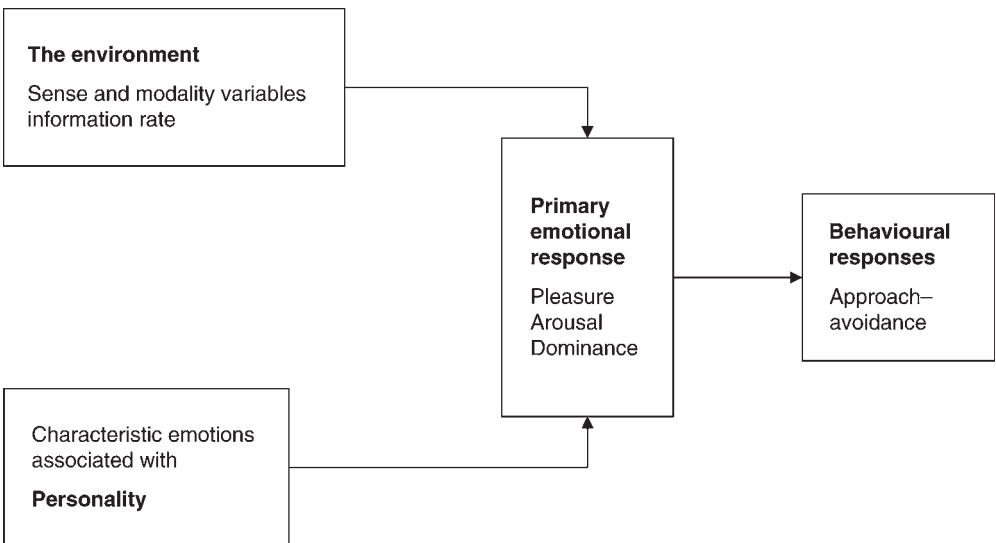 The environment
Sense and modality variables
information rate
Primary
emotional
response
Pleasure
Arousal
Dominance
Behavioural
responses
Approach–
avoidance
Characteristic emotions
associated with
Personality